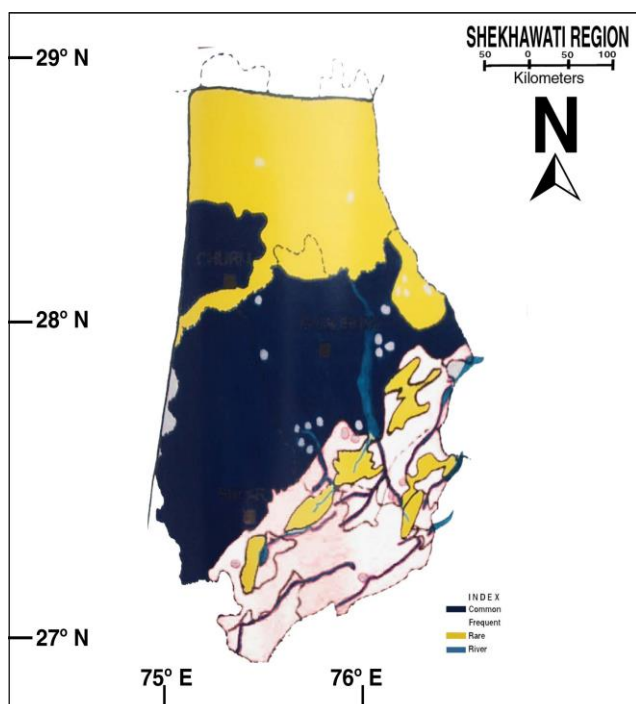 SHEKHAWATI REGION
50 0 50 100
Kilometers
N
29° N
CHURU
28° N
SIKAR
INDEX
Common
Frequent
Rare
River
27° N
75° E 76° E